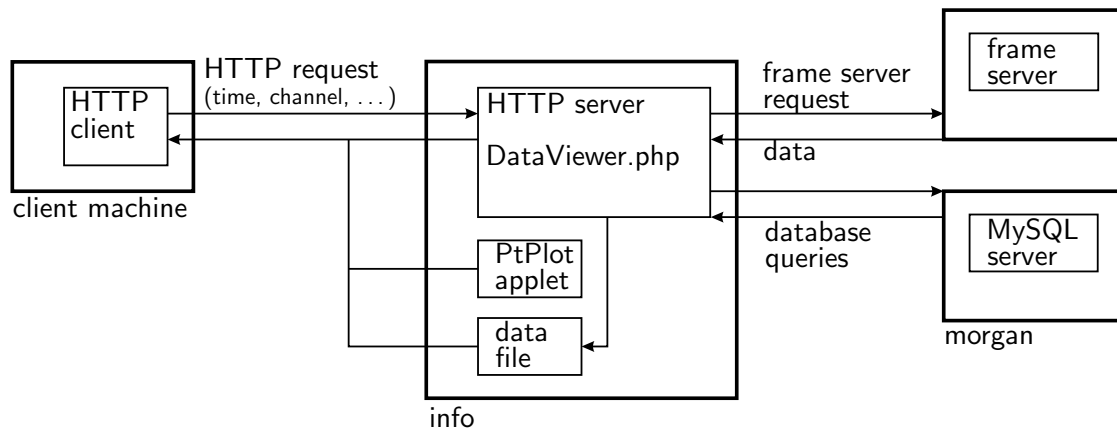 HTTP
client
client machine
HTTP request
(time, channel, . . . )
HTTP server
DataViewer.php
PtPlot
applet
data
file
info
frame server
request
data
database
queries
frame
server
MySQL
server
morgan